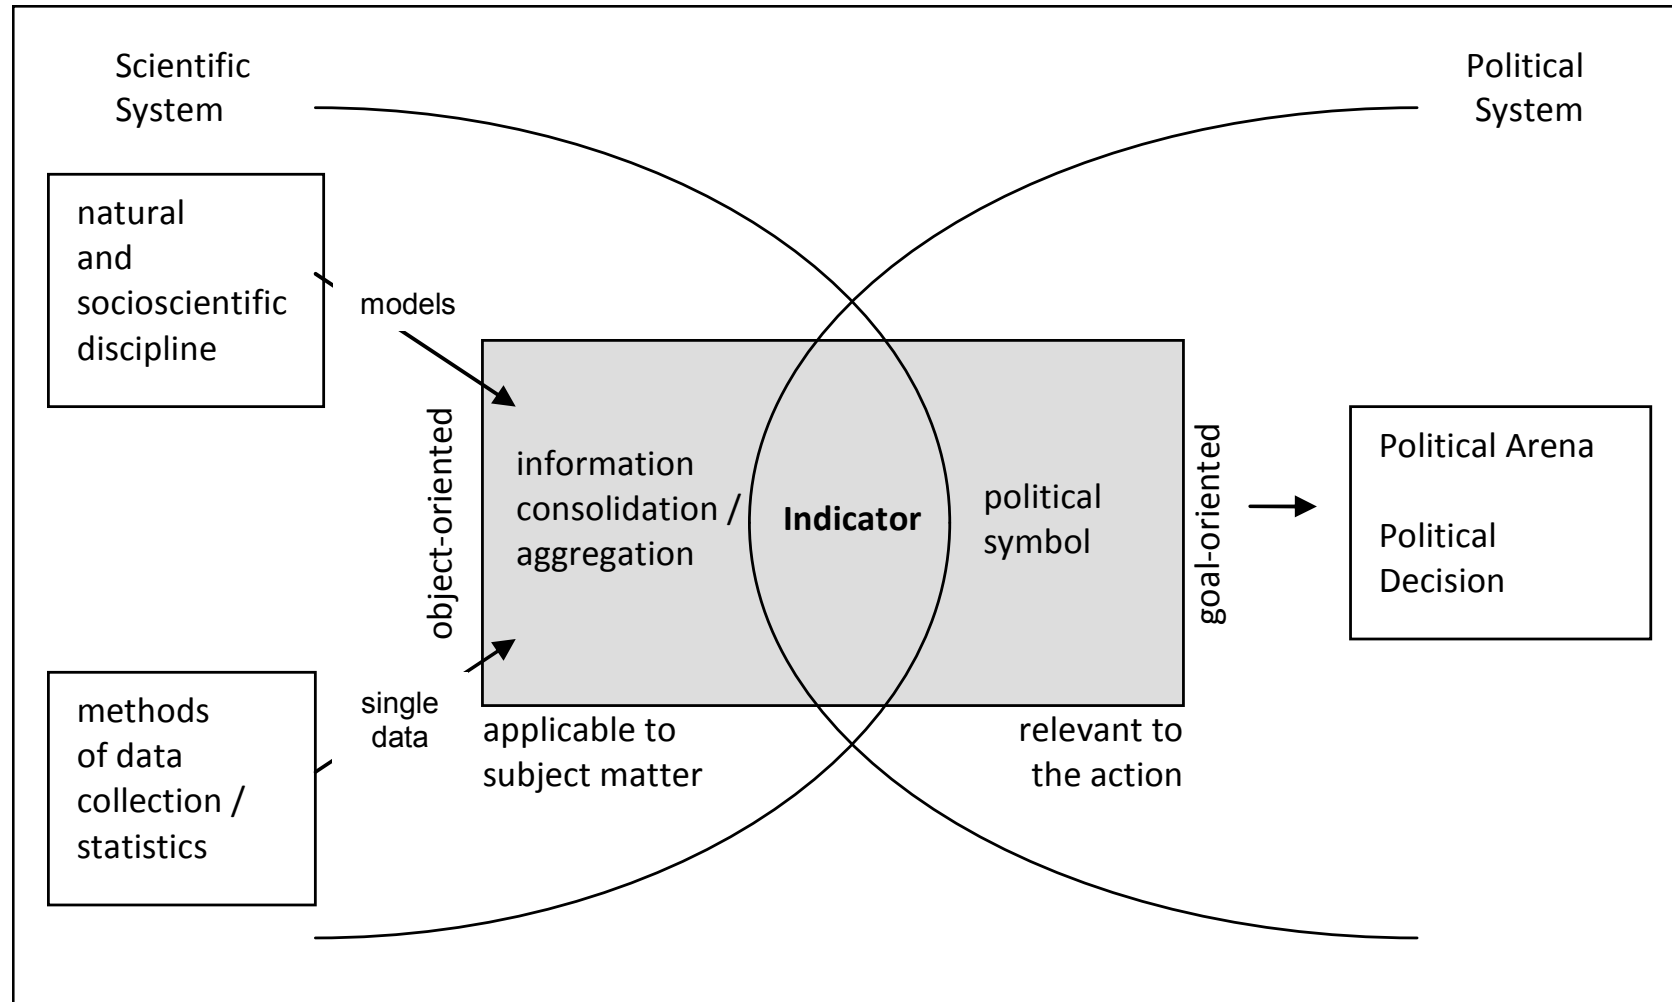 Scientific
System
Political
System
natural
and
socioscientific
discipline
models
object-oriented
information
consolidation /
aggregation
Indicator
political
symbol
goal-oriented
Political Arena
Political
Decision
methods
of data
collection /
statistics
single
data
applicable to
subject matter
relevant to
the action